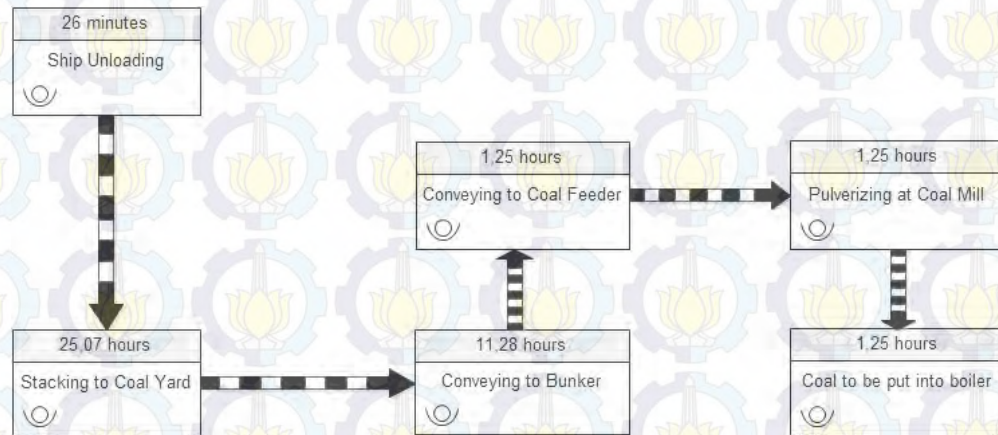 26 minutes
Ship Unloading
25,07 hours
Stacking to Coal Yard
11,28 hours
Conveying to Bunker
1,25 hours
Conveying to Coal Feeder
1,25 hours
Pulverizing at Coal Mill
1,25 hours
Coal to be put into boiler